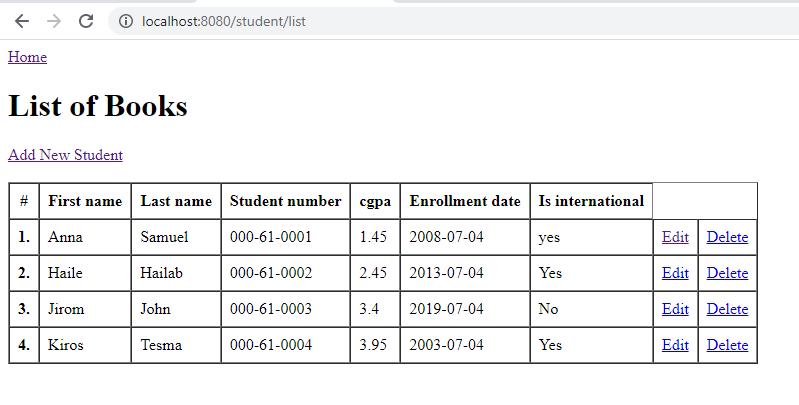 localhost:8080/student/list
Home
List of Books
Add New Student
# First name Last name Student number cgpa Enrollment date Is international
1. Anna Samuel 000-61-0001 1.45 2008-07-04 yes Edit Delete
2. Haile Hailab 000-61-0002 2.45 2013-07-04 Yes Edit Delete
3. Jirom John 000-61-0003 3.4 2019-07-04 No Edit Delete
4. Kiros Tesma 000-61-0004 3.95 2003-07-04 Yes Edit Delete